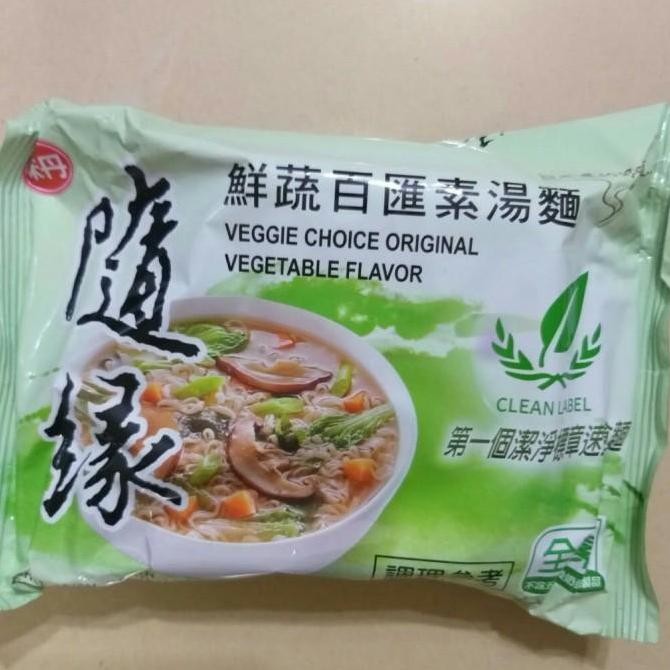 隨緣
鮮蔬百匯素湯麵
VEGGIE CHOICE ORIGINAL
VEGETABLE FLAVOR
CLEAN LABEL
第一個潔淨標章速食麵
全
調理參考